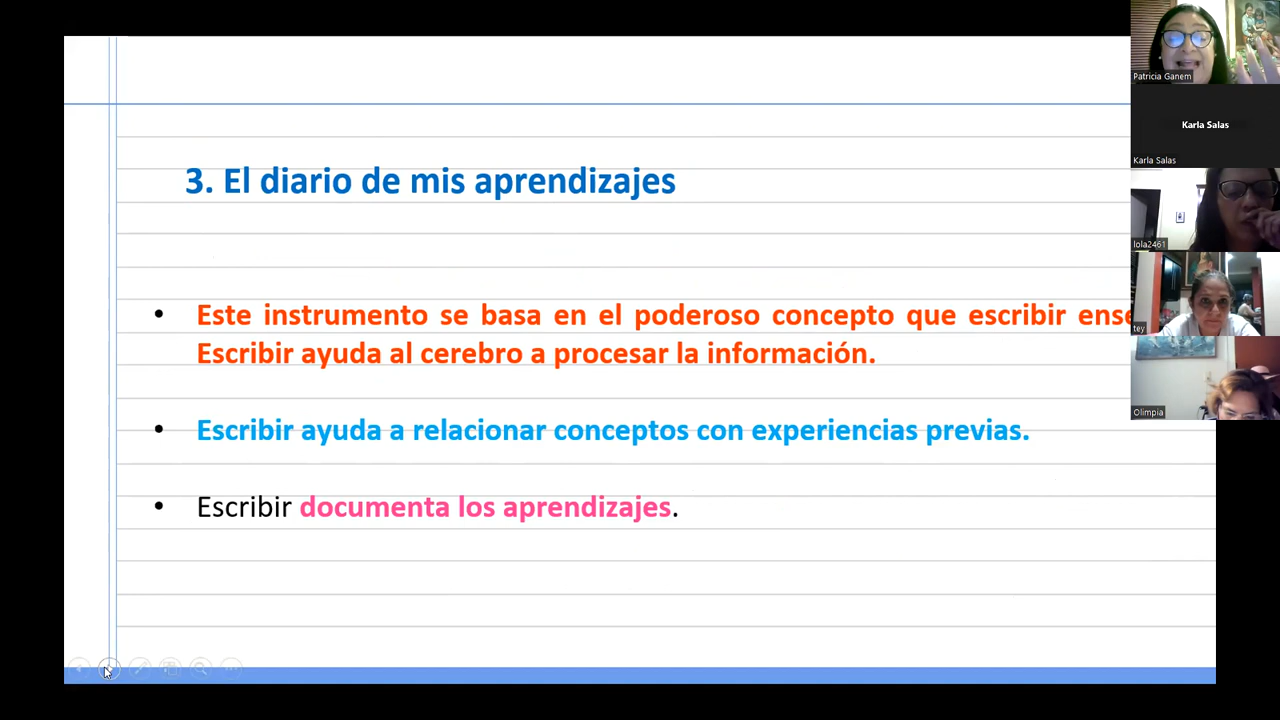 3. El diario de mis aprendizajes
• Este instrumento se basa en el poderoso concepto que escribir
Escribir ayuda al cerebro a procesar la información.
• Escribir ayuda a relacionar conceptos con experiencias previas.
• Escribir documenta los aprendizajes.
Patricia Ganem
Karla Salas
Karla Salas
lola2461
tey
Olimpia